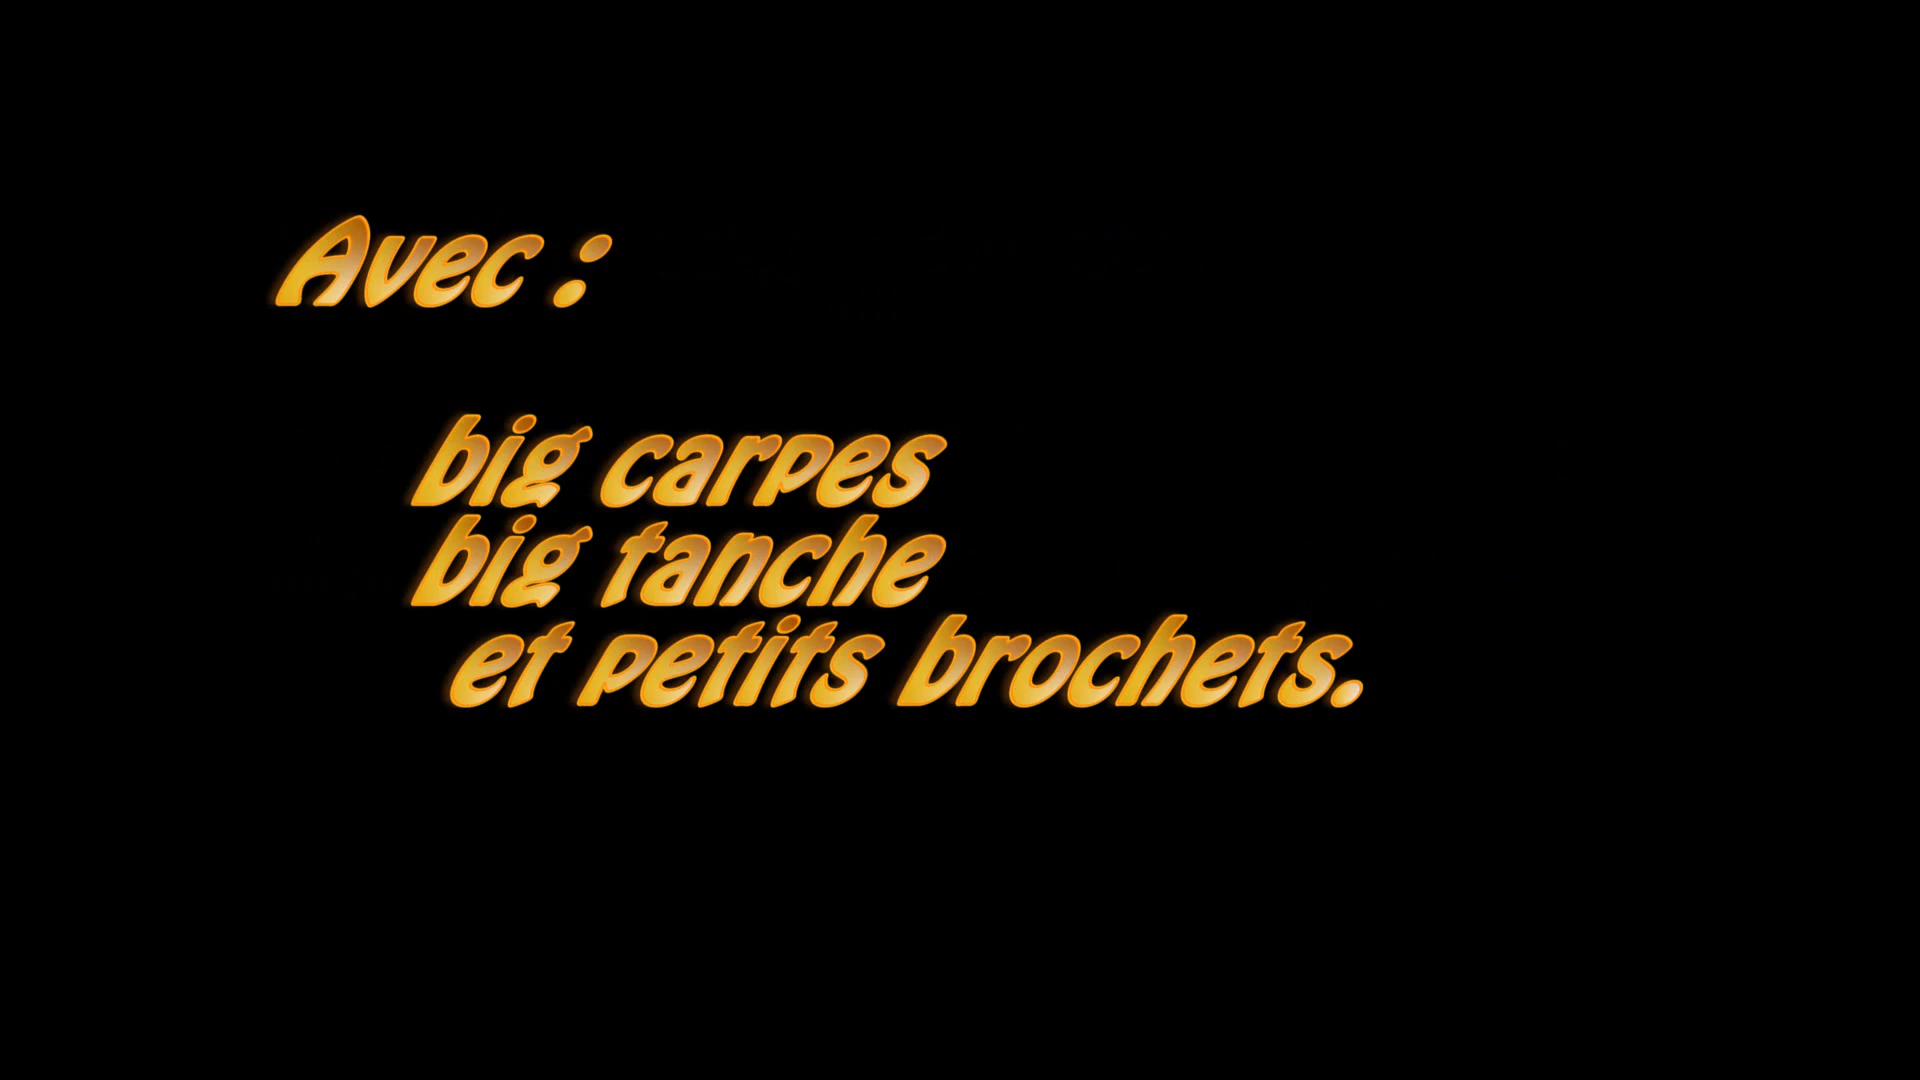 Avec :
big carpes
big tanche
et petits brochets.